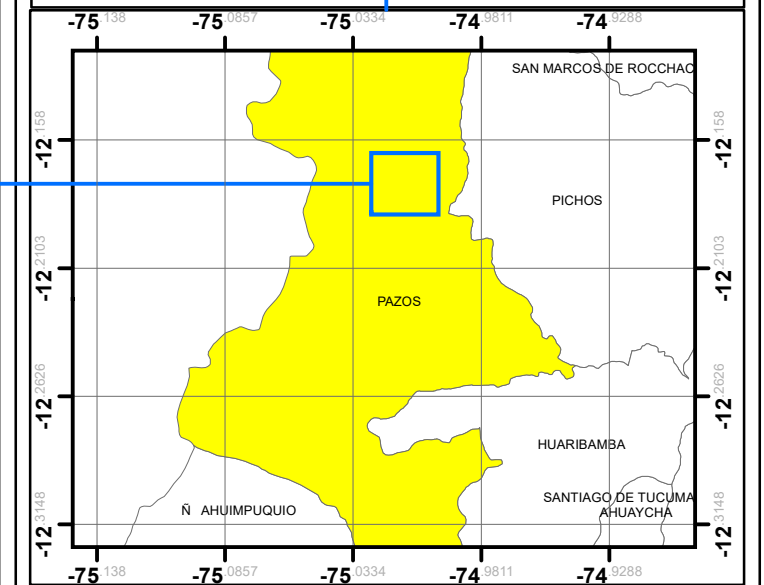 -75.138 -75.0857 -75.0334 -74.9811 -74.9288
SAN MARCOS DE ROCCHAC
-12.158 -12.158
PICHOS
-12.2103 -12.2103
PAZOS
-12.2626 -12.2626
HUARIBAMBA
SANTIAGO DE TUCUMA
Ñ AHUIMPUQUIO
AHUAYCHA
-12.3148 -12.3148
-75.138 -75.0857 -75.0334 -74.9811 -74.9288